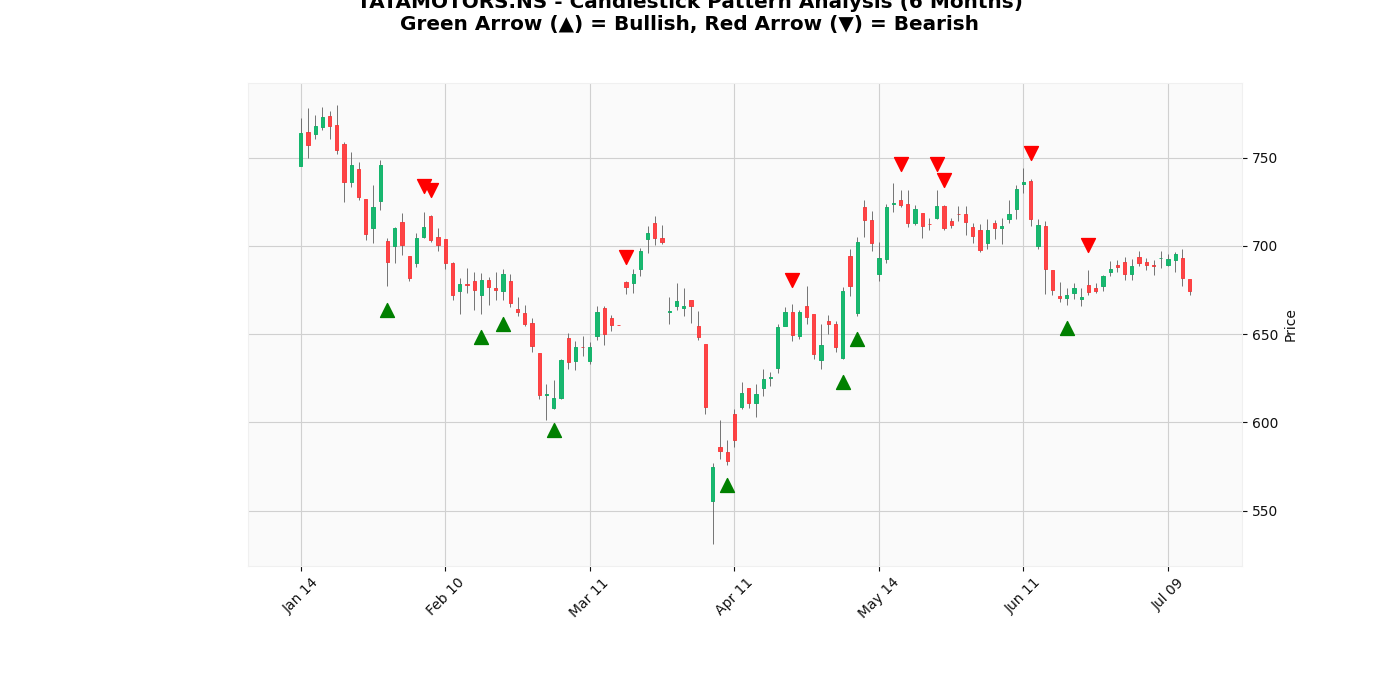 TATAMOTORS.NS - Candlestick Pattern Analysis (6 Months)
Green Arrow (▲) = Bullish, Red Arrow (▼) = Bearish
750
700
650
600
550
Price
Jan 14
Feb 10
Mar 11
Apr 11
May 14
Jun 11
Jul 09